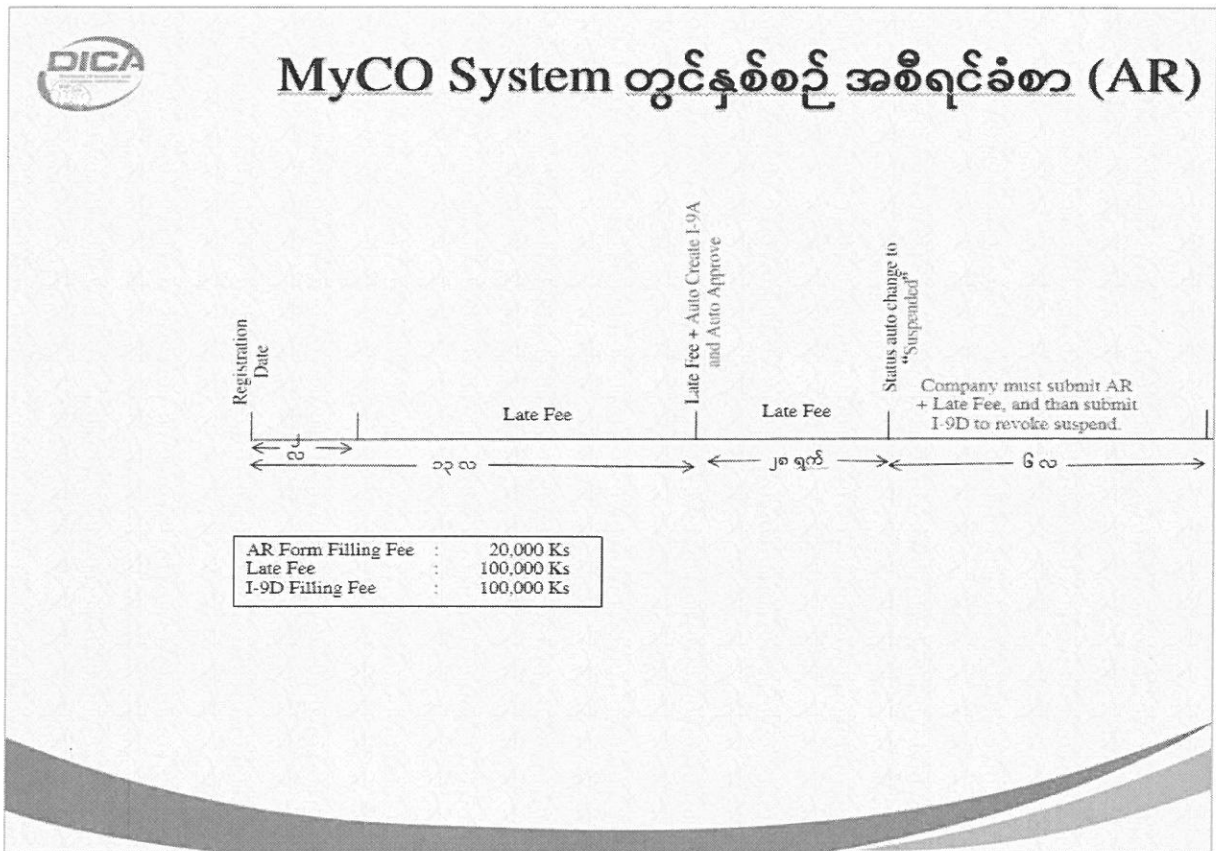 DICA
MyCO System တွင်နှစ်စဉ် အစီရင်ခံစာ (AR)
Registration
Date
Late Fee
Late Fee + Auto Create I-9A
and Auto Approve
Late Fee
Status auto change to
“Suspended”
Company must submit AR
+ Late Fee, and than submit
I-9D to revoke suspend.
၁၃ လ
၂၈ ရက်
၆ လ
AR Form Filling Fee : 20,000 Ks
Late Fee : 100,000 Ks
I-9D Filling Fee : 100,000 Ks